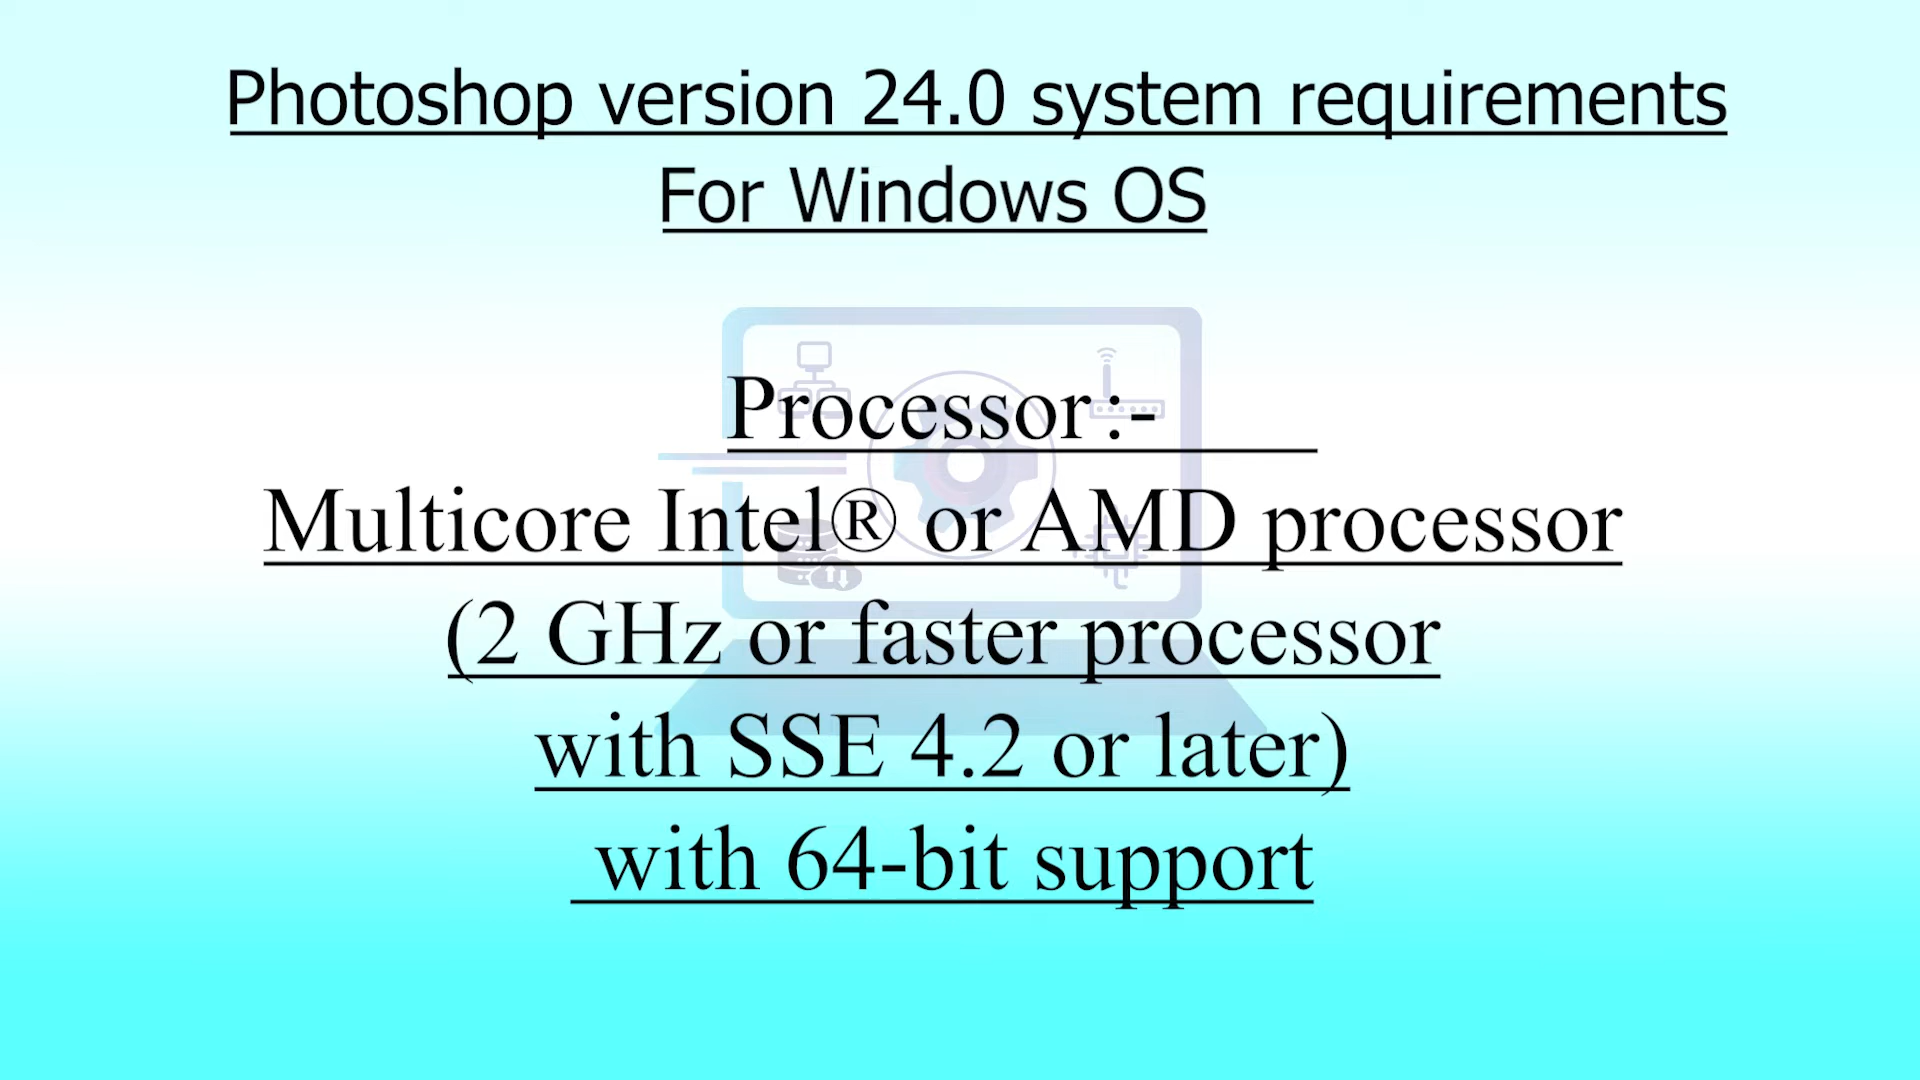 Photoshop version 24.0 system requirements
For Windows OS
Processor:-
Multicore Intel® or AMD processor
(2 GHz or faster processor
with SSE 4.2 or later)
with 64-bit support